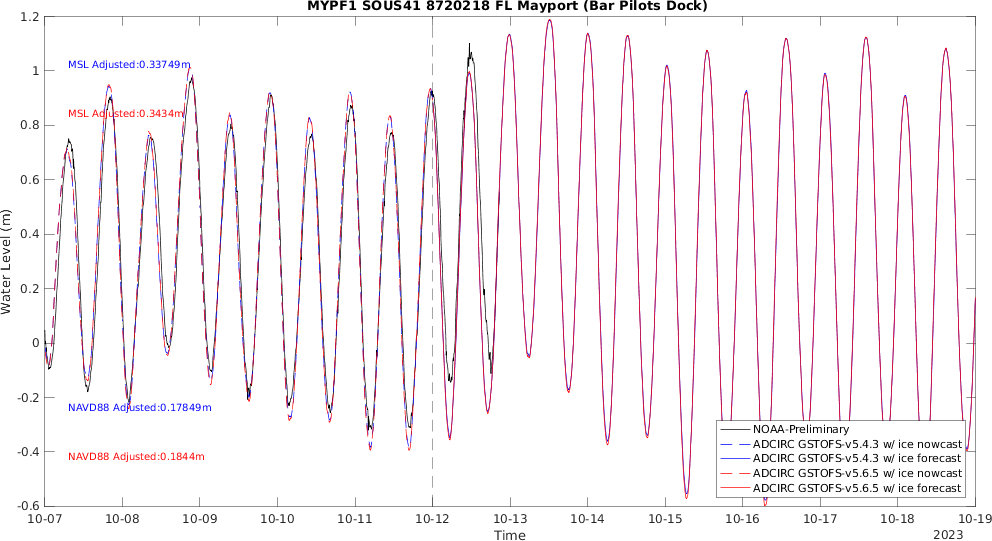 MYPF1 SOUS41 8720218 FL Mayport (Bar Pilots Dock)
1.2
1
0.8
0.6
0.4
0.2
0
-0.2
-0.4
-0.6
Water Level (m)
MSL Adjusted:0.33749m
MSL Adjusted:0.3434m
NAVD88 Adjusted:0.17849m
NAVD88 Adjusted:0.1844m
NOAA-Preliminary
ADCIRC GSTOFS-v5.4.3 w/ ice nowcast
ADCIRC GSTOFS-v5.4.3 w/ ice forecast
ADCIRC GSTOFS-v5.6.5 w/ ice nowcast
ADCIRC GSTOFS-v5.6.5 w/ ice forecast
10-07 10-08 10-09 10-10 10-11 10-12 10-13 10-14 10-15 10-16 10-17 10-18 10-19
Time
2023